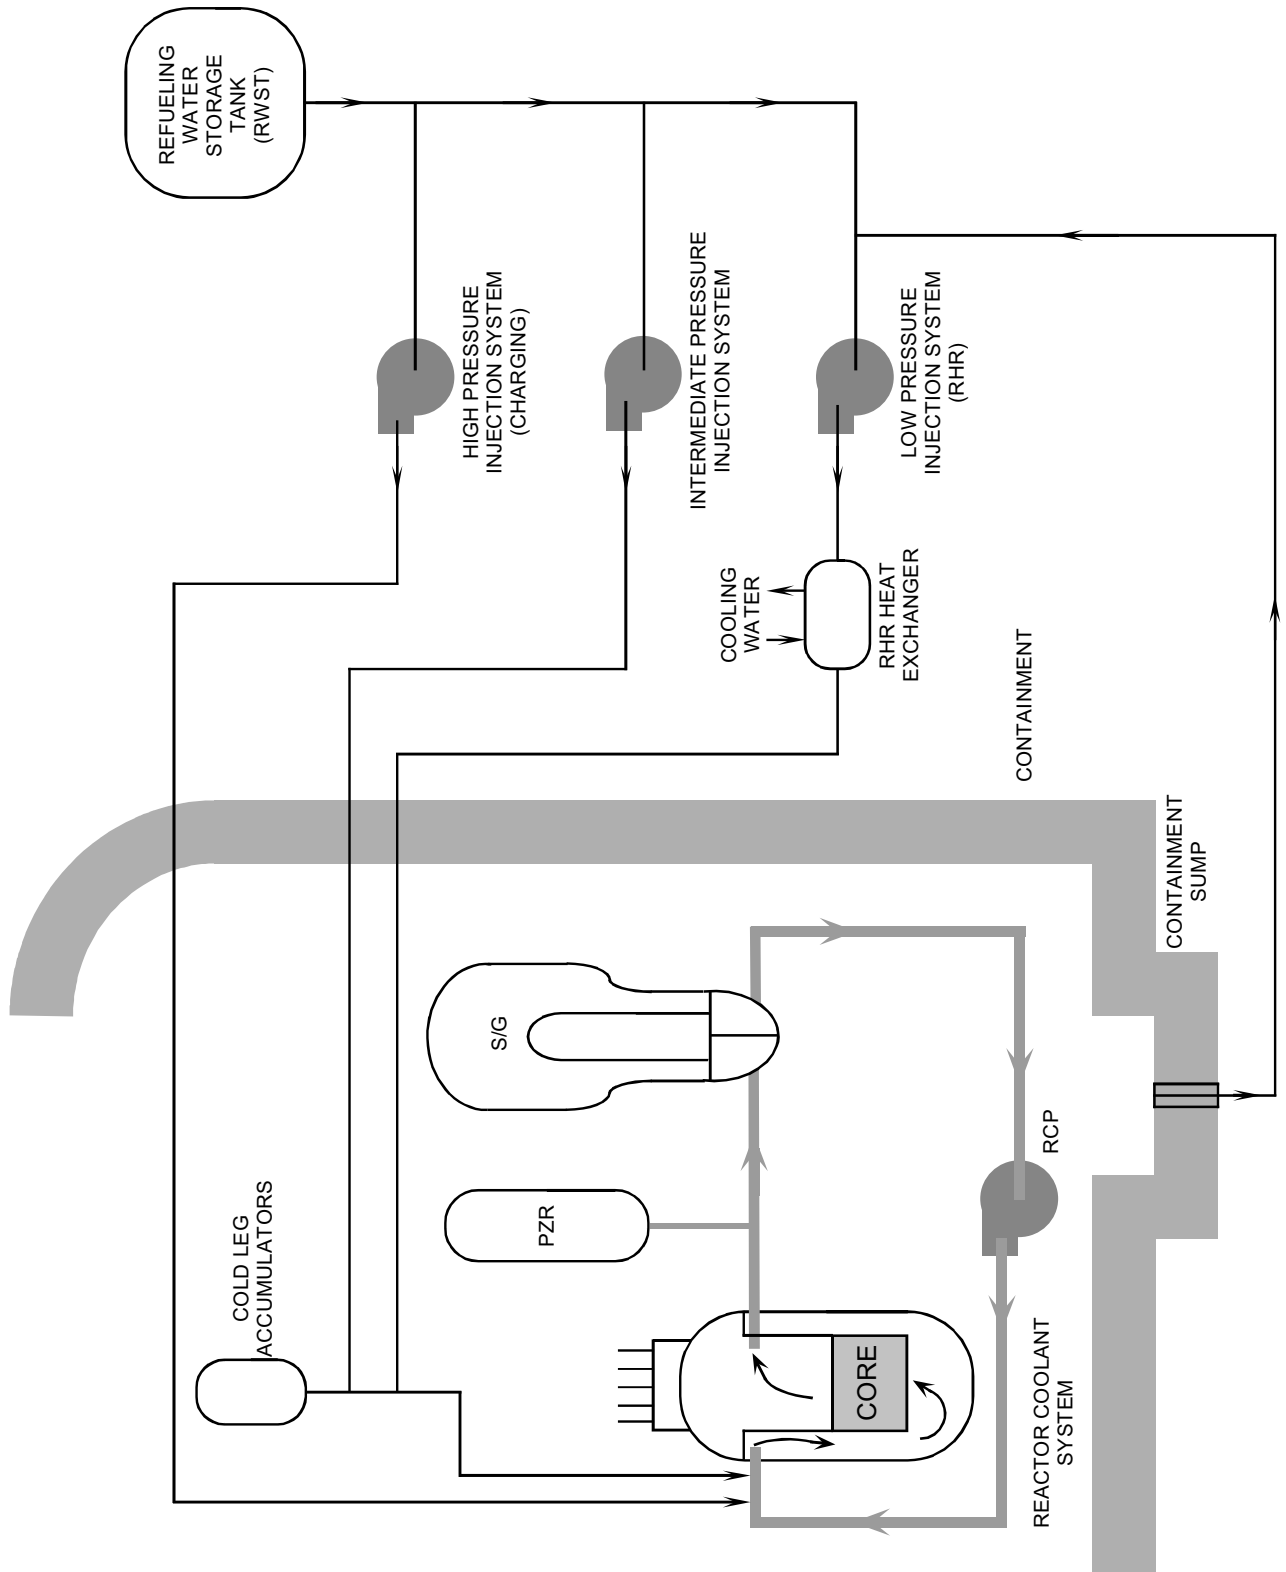 REFUELING
WATER
STORAGE
TANK
(RWST)
HIGH PRESSURE
INJECTION SYSTEM
(CHARGING)
INTERMEDIATE PRESSURE
INJECTION SYSTEM
LOW PRESSURE
INJECTION SYSTEM
(RHR)
COOLING
WATER
RHR HEAT
EXCHANGER
CONTAINMENT
CONTAINMENT
SUMP
S/G
RCP
PZR
COLD LEG
ACCUMULATORS
CORE
REACTOR COOLANT
SYSTEM